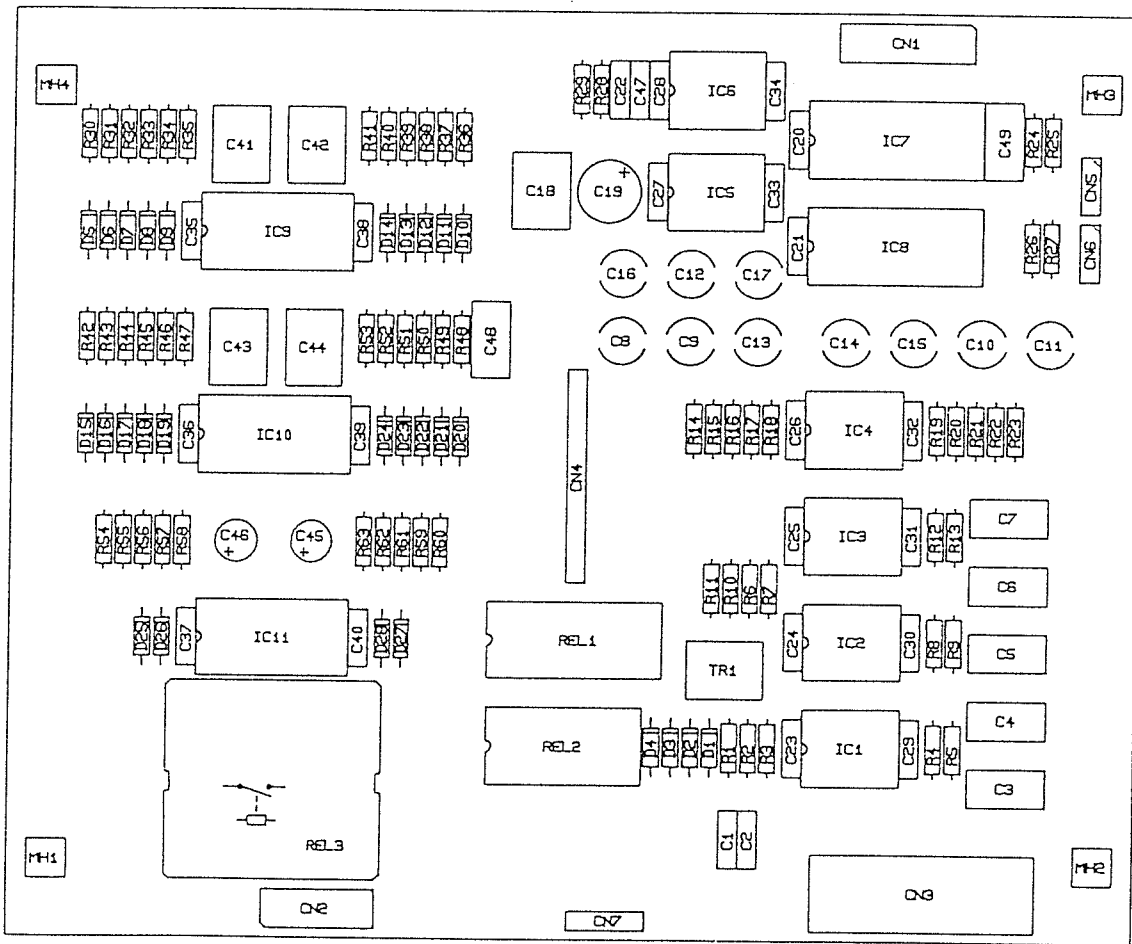 CN1
MH4
R29
R28
C22
C47
C28
IC6
C34
MH3
R30
R31
R32
R33
R34
R35
C41
C42
R41
R40
R39
R38
R37
R36
C20
IC7
C49
R24
R25
C18
C19
+
C27
IC5
C33
CN5
D5
D6
D7
D8
D9
C35
IC9
C38
D14
D13
D12
D11
D10
C21
IC8
R26
R27
CN6
C16
C12
C17
R42
R43
R44
R45
R46
R47
C43
C44
R53
R52
R51
R50
R49
R48
C48
C8
C9
C13
C14
C15
C10
C11
D15
D16
D17
D18
D19
C36
IC10
C39
D24
D23
D22
D21
D20
CN4
R14
R15
R16
R17
R18
C26
IC4
C32
R19
R20
R21
R22
R23
R54
R55
R56
R57
R58
C46
+
C45
+
R63
R62
R61
R59
R60
C25
IC3
C31
R12
R13
C7
R11
R10
R6
R7
C6
D25
D26
C37
IC11
C40
D28
D27
REL1
TR1
C24
IC2
C30
R8
R9
C5
REL2
D4
D3
D2
D1
R1
R2
R3
C23
IC1
C29
R4
R5
C4
C3
REL3
MH1
C1
C2
MH2
CN2
CN7
CN3